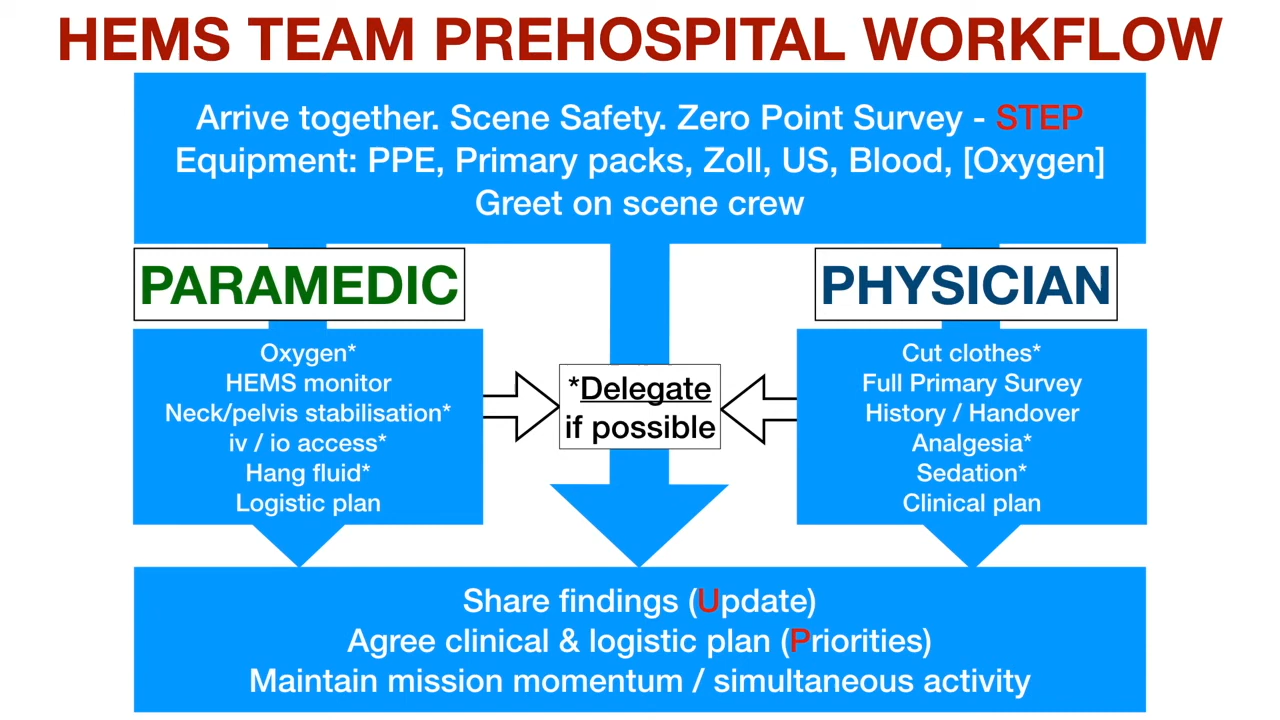 HEMS TEAM PREHOSPITAL WORKFLOW
Arrive together. Scene Safety. Zero Point Survey - STEP
Equipment: PPE, Primary packs, Zoll, US, Blood, [Oxygen]
Greet on scene crew
PARAMEDIC
Oxygen*
HEMS monitor
Neck/pelvis stabilisation*
iv / io access*
Hang fluid*
Logistic plan
*Delegate
if possible
PHYSICIAN
Cut clothes*
Full Primary Survey
History / Handover
Analgesia*
Sedation*
Clinical plan
Share findings (Update)
Agree clinical & logistic plan (Priorities)
Maintain mission momentum / simultaneous activity